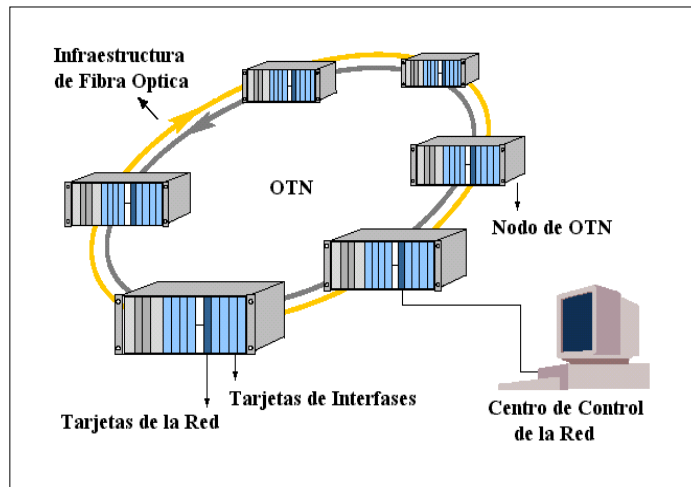 Infraestructura
de Fibra Optica
OTN
Nodo de OTN
Tarjetas de Interfases
Tarjetas de la Red
Centro de Control
de la Red